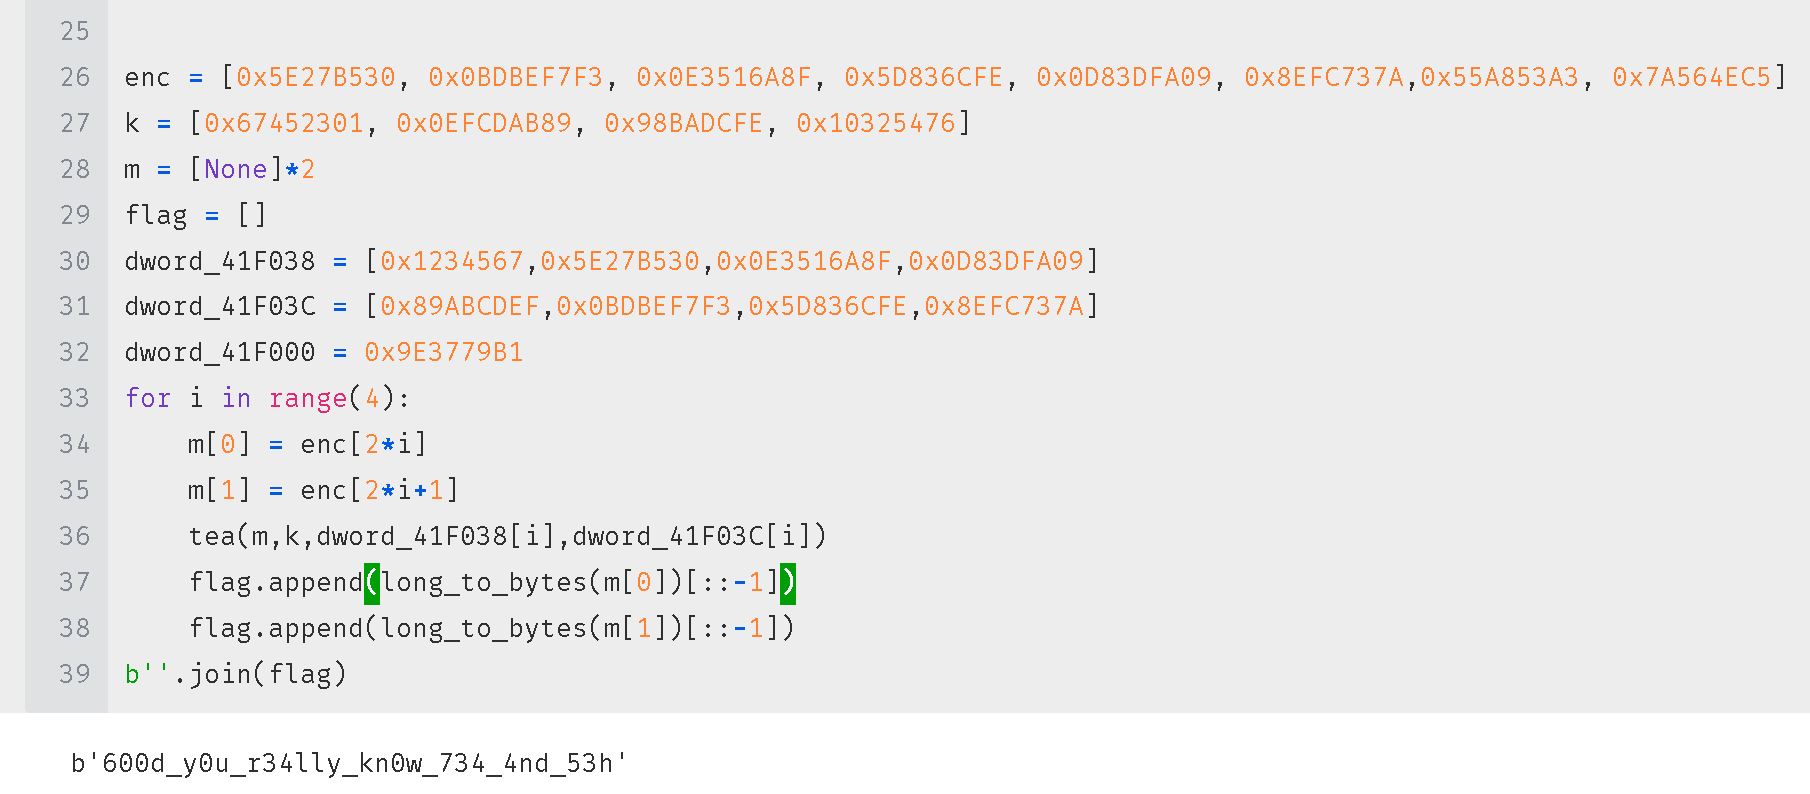 25
26 enc = [0x5E27B530, 0x0BDBEF7F3, 0x0E3516A8F, 0x5D836CFE, 0x0D83DFA09, 0x8EFC737A,0x55A853A3, 0x7A564EC5]
27 k = [0x67452301, 0x0EFCDAB89, 0x98BADCFE, 0x10325476]
28 m = [None]*2
29 flag = []
30 dword_41F038 = [0x1234567,0x5E27B530,0x0E3516A8F,0x0D83DFA09]
31 dword_41F03C = [0x89ABCDEF,0x0BDBEF7F3,0x5D836CFE,0x8EFC737A]
32 dword_41F000 = 0x9E3779B1
33 for i in range(4):
34     m[0] = enc[2*i]
35     m[1] = enc[2*i+1]
36     tea(m,k,dword_41F038[i],dword_41F03C[i])
37     flag.append(long_to_bytes(m[0])[::-1])
38     flag.append(long_to_bytes(m[1])[::-1])
39 b''.join(flag)
b'600d_y0u_r34lly_kn0w_734_4nd_53h'